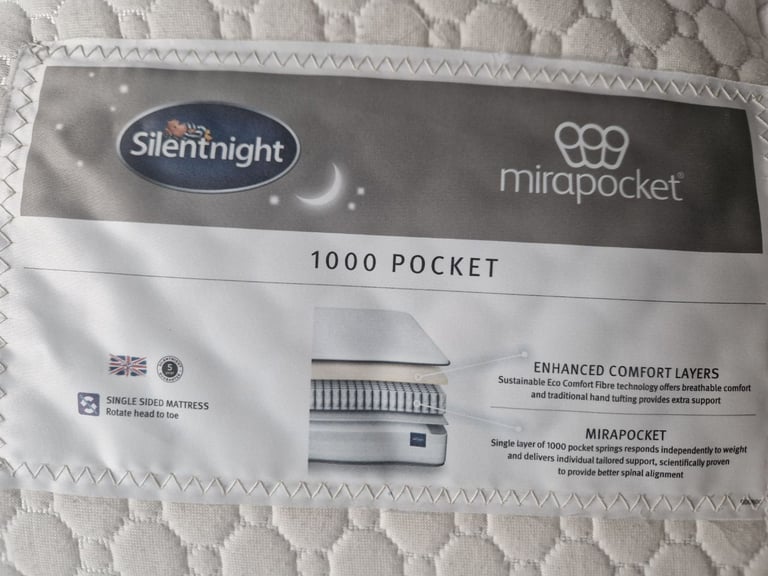 Silentnight
mirapocket®
1000 POCKET
5
SINGLE SIDED MATTRESS
Rotate head to toe
ENHANCED COMFORT LAYERS
Sustainable Eco Comfort Fibre technology offers breathable comfort
and traditional hand tufting provides extra support
MIRAPOCKET
Single layer of 1000 pocket springs responds independently to weight
and delivers individual tailored support, scientifically proven
to provide better spinal alignment